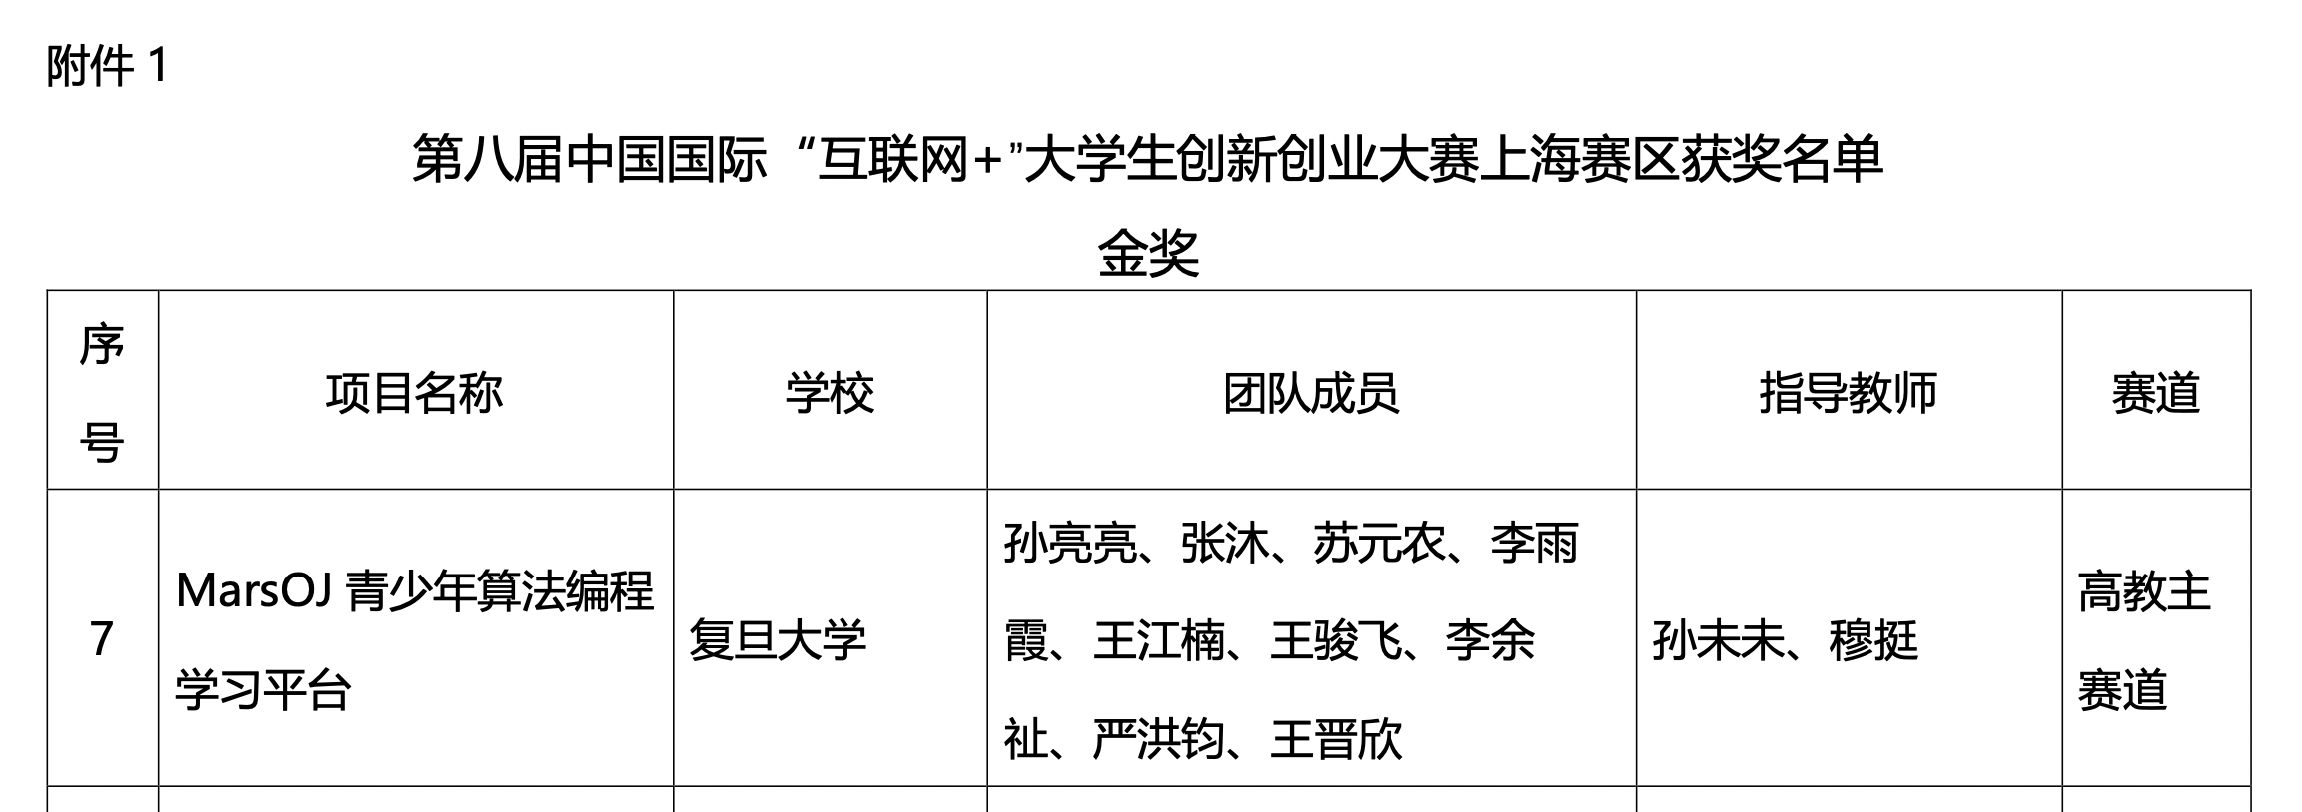 附件 1
第八届中国国际“互联网+”大学生创新创业大赛上海赛区获奖名单
金奖
序号
项目名称
学校
团队成员
指导教师
赛道
7
MarsOJ 青少年算法编程
学习平台
复旦大学
孙亮亮、张沐、苏元农、李雨
霞、王江楠、王骏飞、李余
祉、严洪钧、王晋欣
孙未未、穆挺
高教主
赛道